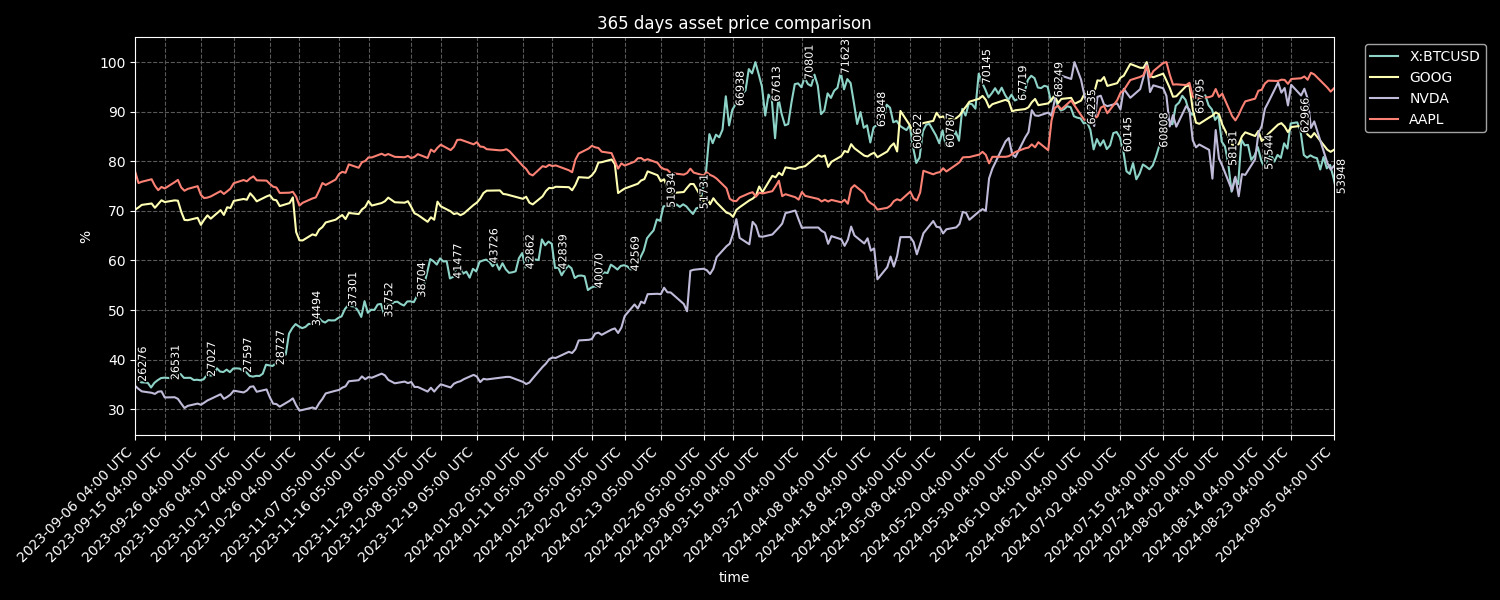 365 days asset price comparison
X:BTCUSD
GOOG
NVDA
AAPL
%
100
90
80
70
60
50
40
30
26276
26531
27027
27597
28727
34494
37301
35752
38704
41477
43726
42862
42839
40070
42569
51934
51731
66938
67613
70801
71623
63848
60622
60787
70145
67719
68249
64235
60145
60808
65795
58131
57544
62966
53948
2023-09-06 04:00 UTC
2023-09-15 04:00 UTC
2023-09-26 04:00 UTC
2023-10-06 04:00 UTC
2023-10-17 04:00 UTC
2023-10-26 04:00 UTC
2023-11-07 05:00 UTC
2023-11-16 05:00 UTC
2023-11-29 05:00 UTC
2023-12-08 05:00 UTC
2023-12-19 05:00 UTC
2024-01-02 05:00 UTC
2024-01-11 05:00 UTC
2024-01-23 05:00 UTC
2024-02-02 05:00 UTC
2024-02-13 05:00 UTC
2024-02-26 05:00 UTC
2024-03-06 05:00 UTC
2024-03-15 04:00 UTC
2024-03-27 04:00 UTC
2024-04-08 04:00 UTC
2024-04-18 04:00 UTC
2024-04-29 04:00 UTC
2024-05-08 04:00 UTC
2024-05-20 04:00 UTC
2024-05-30 04:00 UTC
2024-06-10 04:00 UTC
2024-06-21 04:00 UTC
2024-07-02 04:00 UTC
2024-07-15 04:00 UTC
2024-07-24 04:00 UTC
2024-08-02 04:00 UTC
2024-08-14 04:00 UTC
2024-08-23 04:00 UTC
2024-09-05 04:00 UTC
time